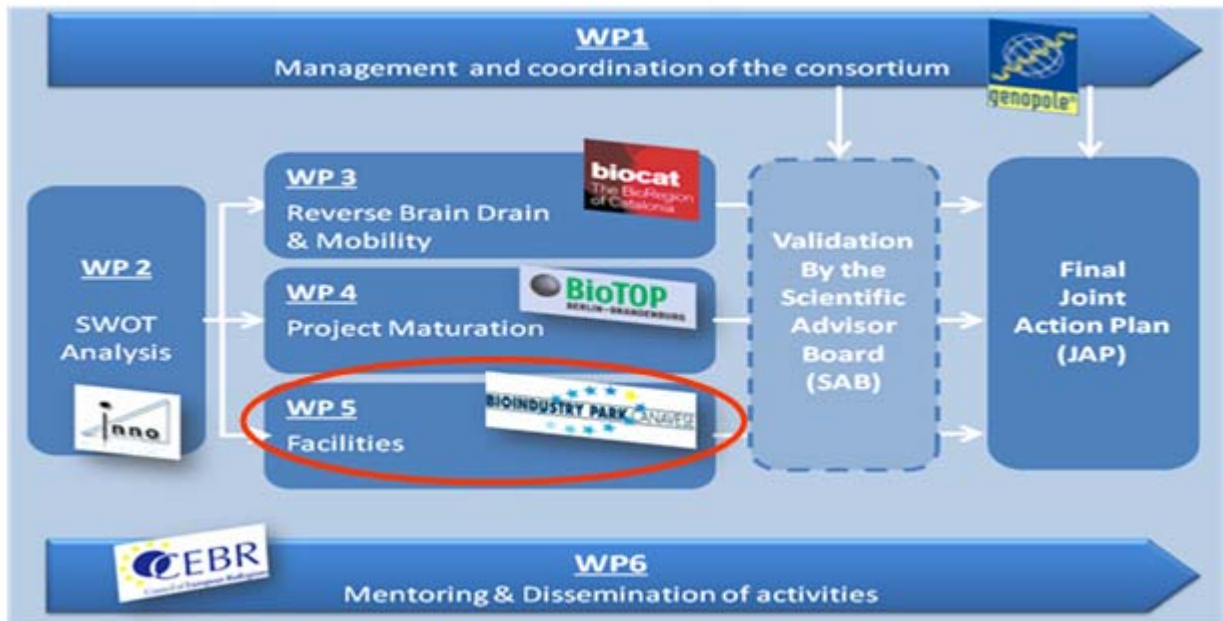 WP1
Management and coordination of the consortium
genopole®
WP 2
SWOT
Analysis
inno
WP 3
Reverse Brain Drain
& Mobility
biocat
The BioRegion
of Catalonia
WP 4
Project Maturation
BioTOP
BERLIN-BRANDENBURG
WP 5
Facilities
BIOINDUSTRY PARK CANAVESE
Validation
By the
Scientific
Advisor
Board
(SAB)
Final
Joint
Action Plan
(JAP)
CEBR
Council of European BioRegions
WP6
Mentoring & Dissemination of activities